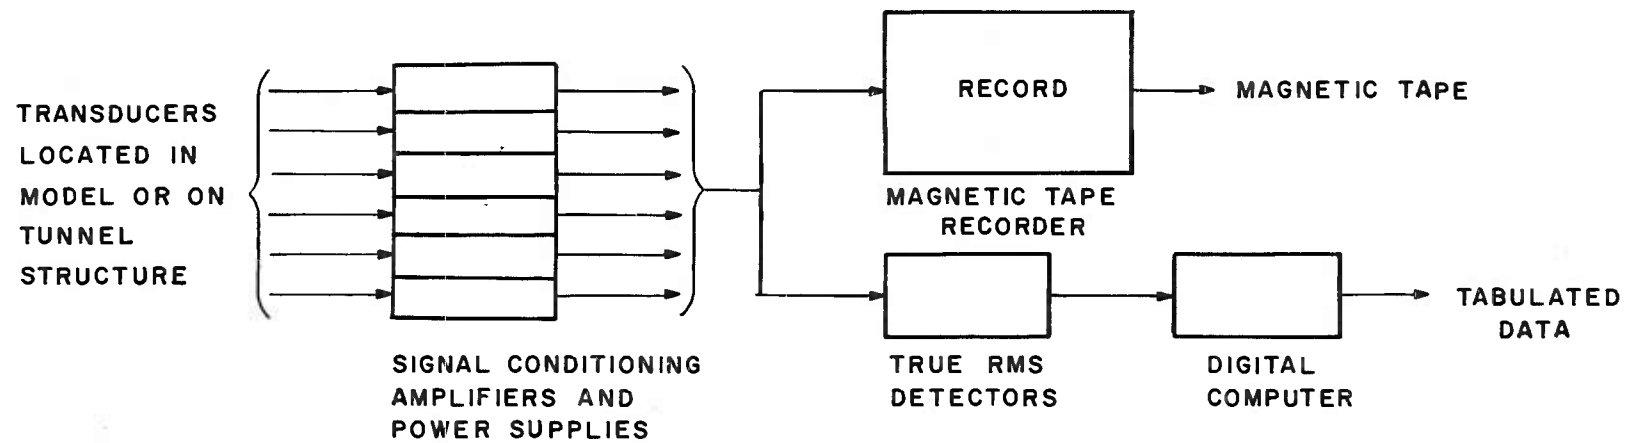 TRANSDUCERS
LOCATED IN
MODEL OR ON
TUNNEL
STRUCTURE
SIGNAL CONDITIONING
AMPLIFIERS AND
POWER SUPPLIES
RECORD
MAGNETIC TAPE
RECORDER
MAGNETIC TAPE
TRUE RMS
DETECTORS
DIGITAL
COMPUTER
TABULATED
DATA